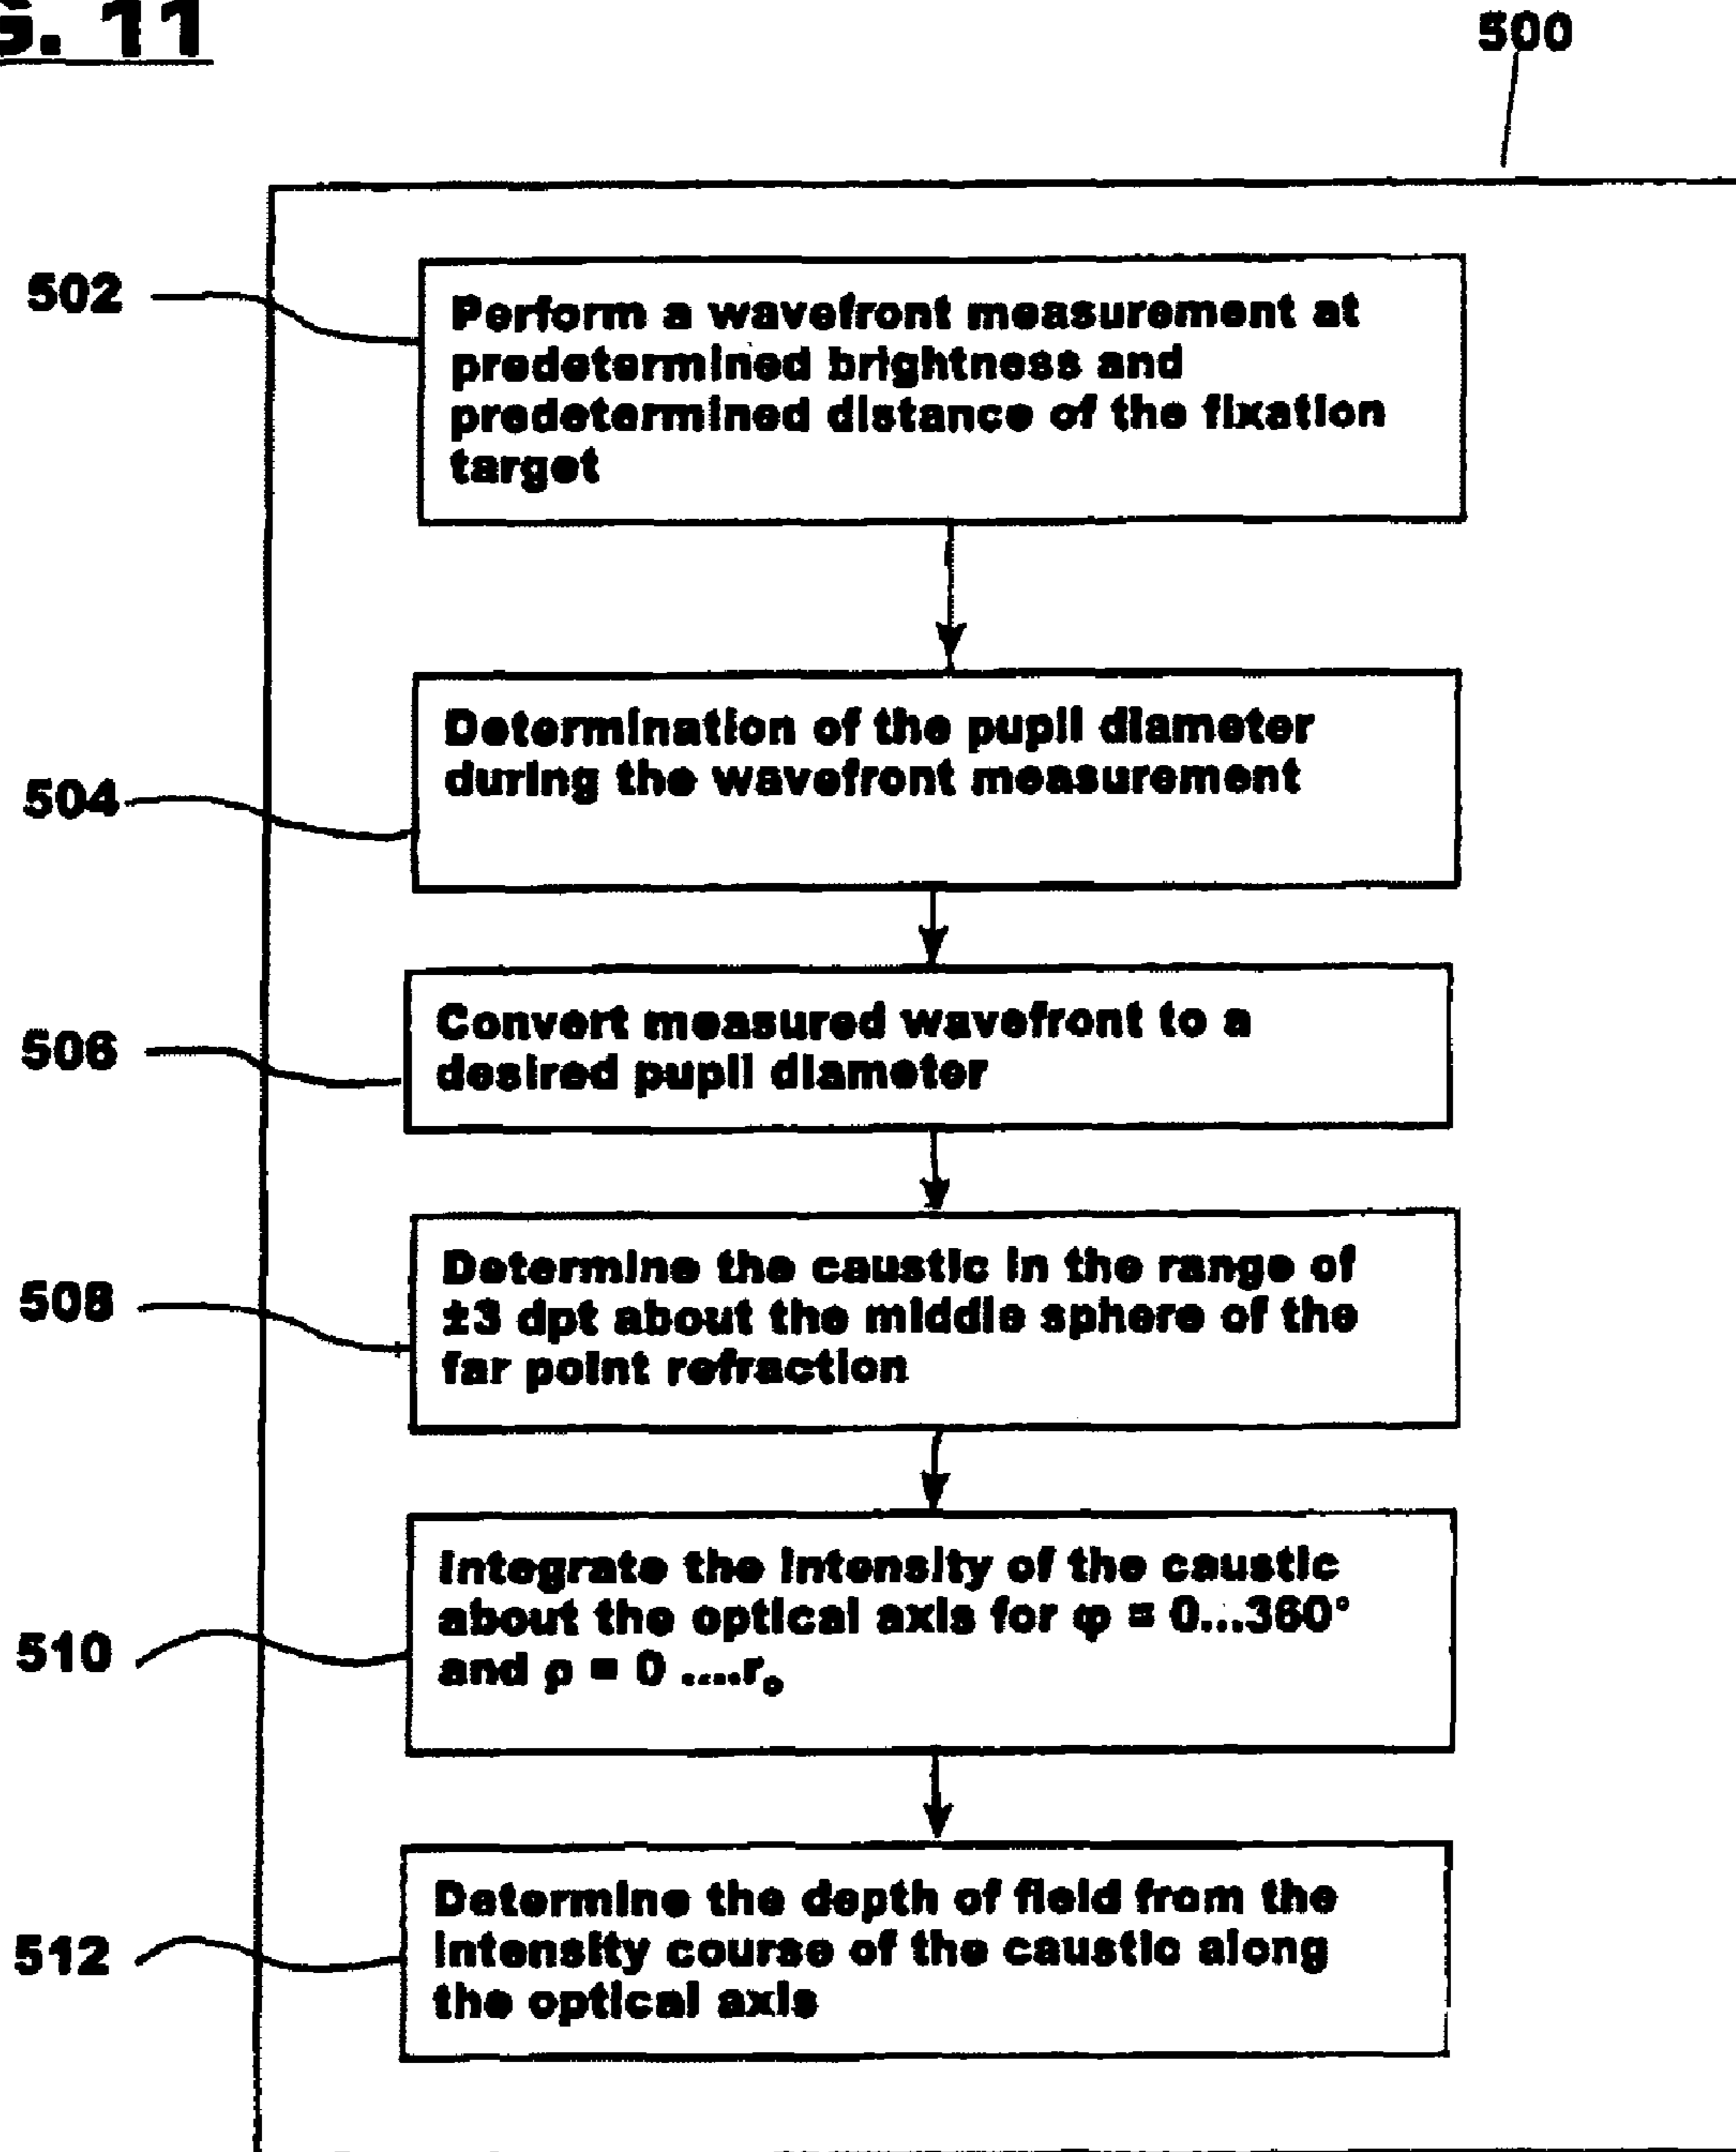 G. 11
500
502
Perform a wavefront measurement at
predetermined brightness and
predetermined distance of the fixation
target
504
Determination of the pupil diameter
during the wavefront measurement
506
Convert measured wavefront to a
desired pupil diameter
508
Determine the caustic in the range of
±3 dpt about the middle sphere of the
far point refraction
510
Integrate the intensity of the caustic
about the optical axis for φ = 0...360°
and ρ = 0 ....r₀
512
Determine the depth of field from the
intensity course of the caustic along
the optical axis